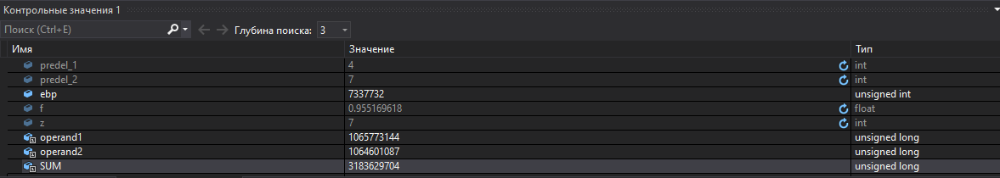 Контрольные значения 1
Поиск (Ctrl+E) Глубина поиска: 3
Имя Значение Тип
predel_1 4 int
predel_2 7 int
ebp 7337732 unsigned int
f 0.955169618 float
z 7 int
operand1 1065773144 unsigned long
operand2 1064601087 unsigned long
SUM 3183629704 unsigned long